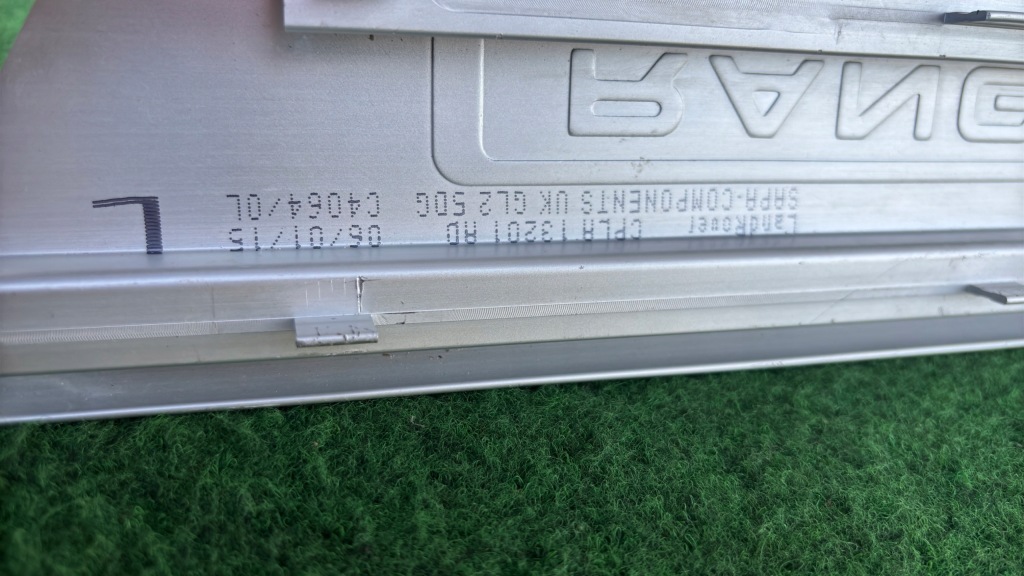 LandRover CPLA 13201 AD 06/01/15
SAPA-COMPONENTS UK GL2 5DG C4064/0L
L
RANG